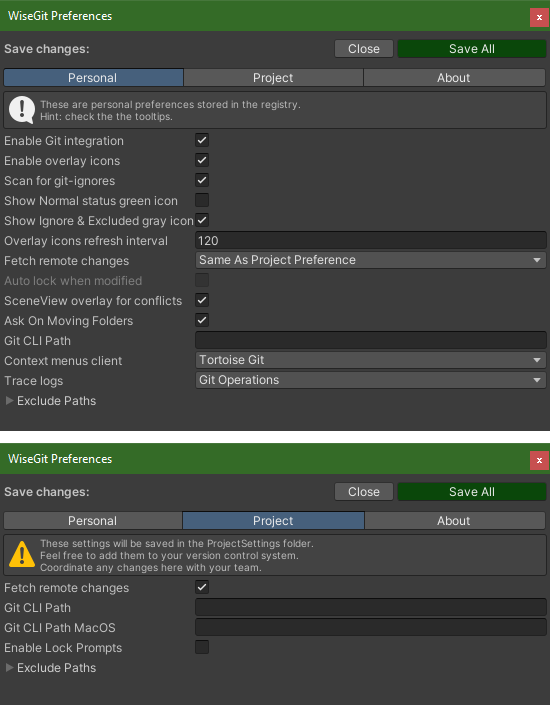 WiseGit Preferences
x
Save changes:
Close
Save All
Personal
Project
About
These are personal preferences stored in the registry.
Hint: check the the tooltips.
Enable Git integration
Enable overlay icons
Scan for git-ignores
Show Normal status green icon
Show Ignore & Excluded gray icon
Overlay icons refresh interval 120
Fetch remote changes Same As Project Preference
Auto lock when modified
SceneView overlay for conflicts
Ask On Moving Folders
Git CLI Path
Context menus client Tortoise Git
Trace logs Git Operations
Exclude Paths
WiseGit Preferences
x
Save changes:
Close
Save All
Personal
Project
About
These settings will be saved in the ProjectSettings folder.
Feel free to add them to your version control system.
Coordinate any changes here with your team.
Fetch remote changes
Git CLI Path
Git CLI Path MacOS
Enable Lock Prompts
Exclude Paths